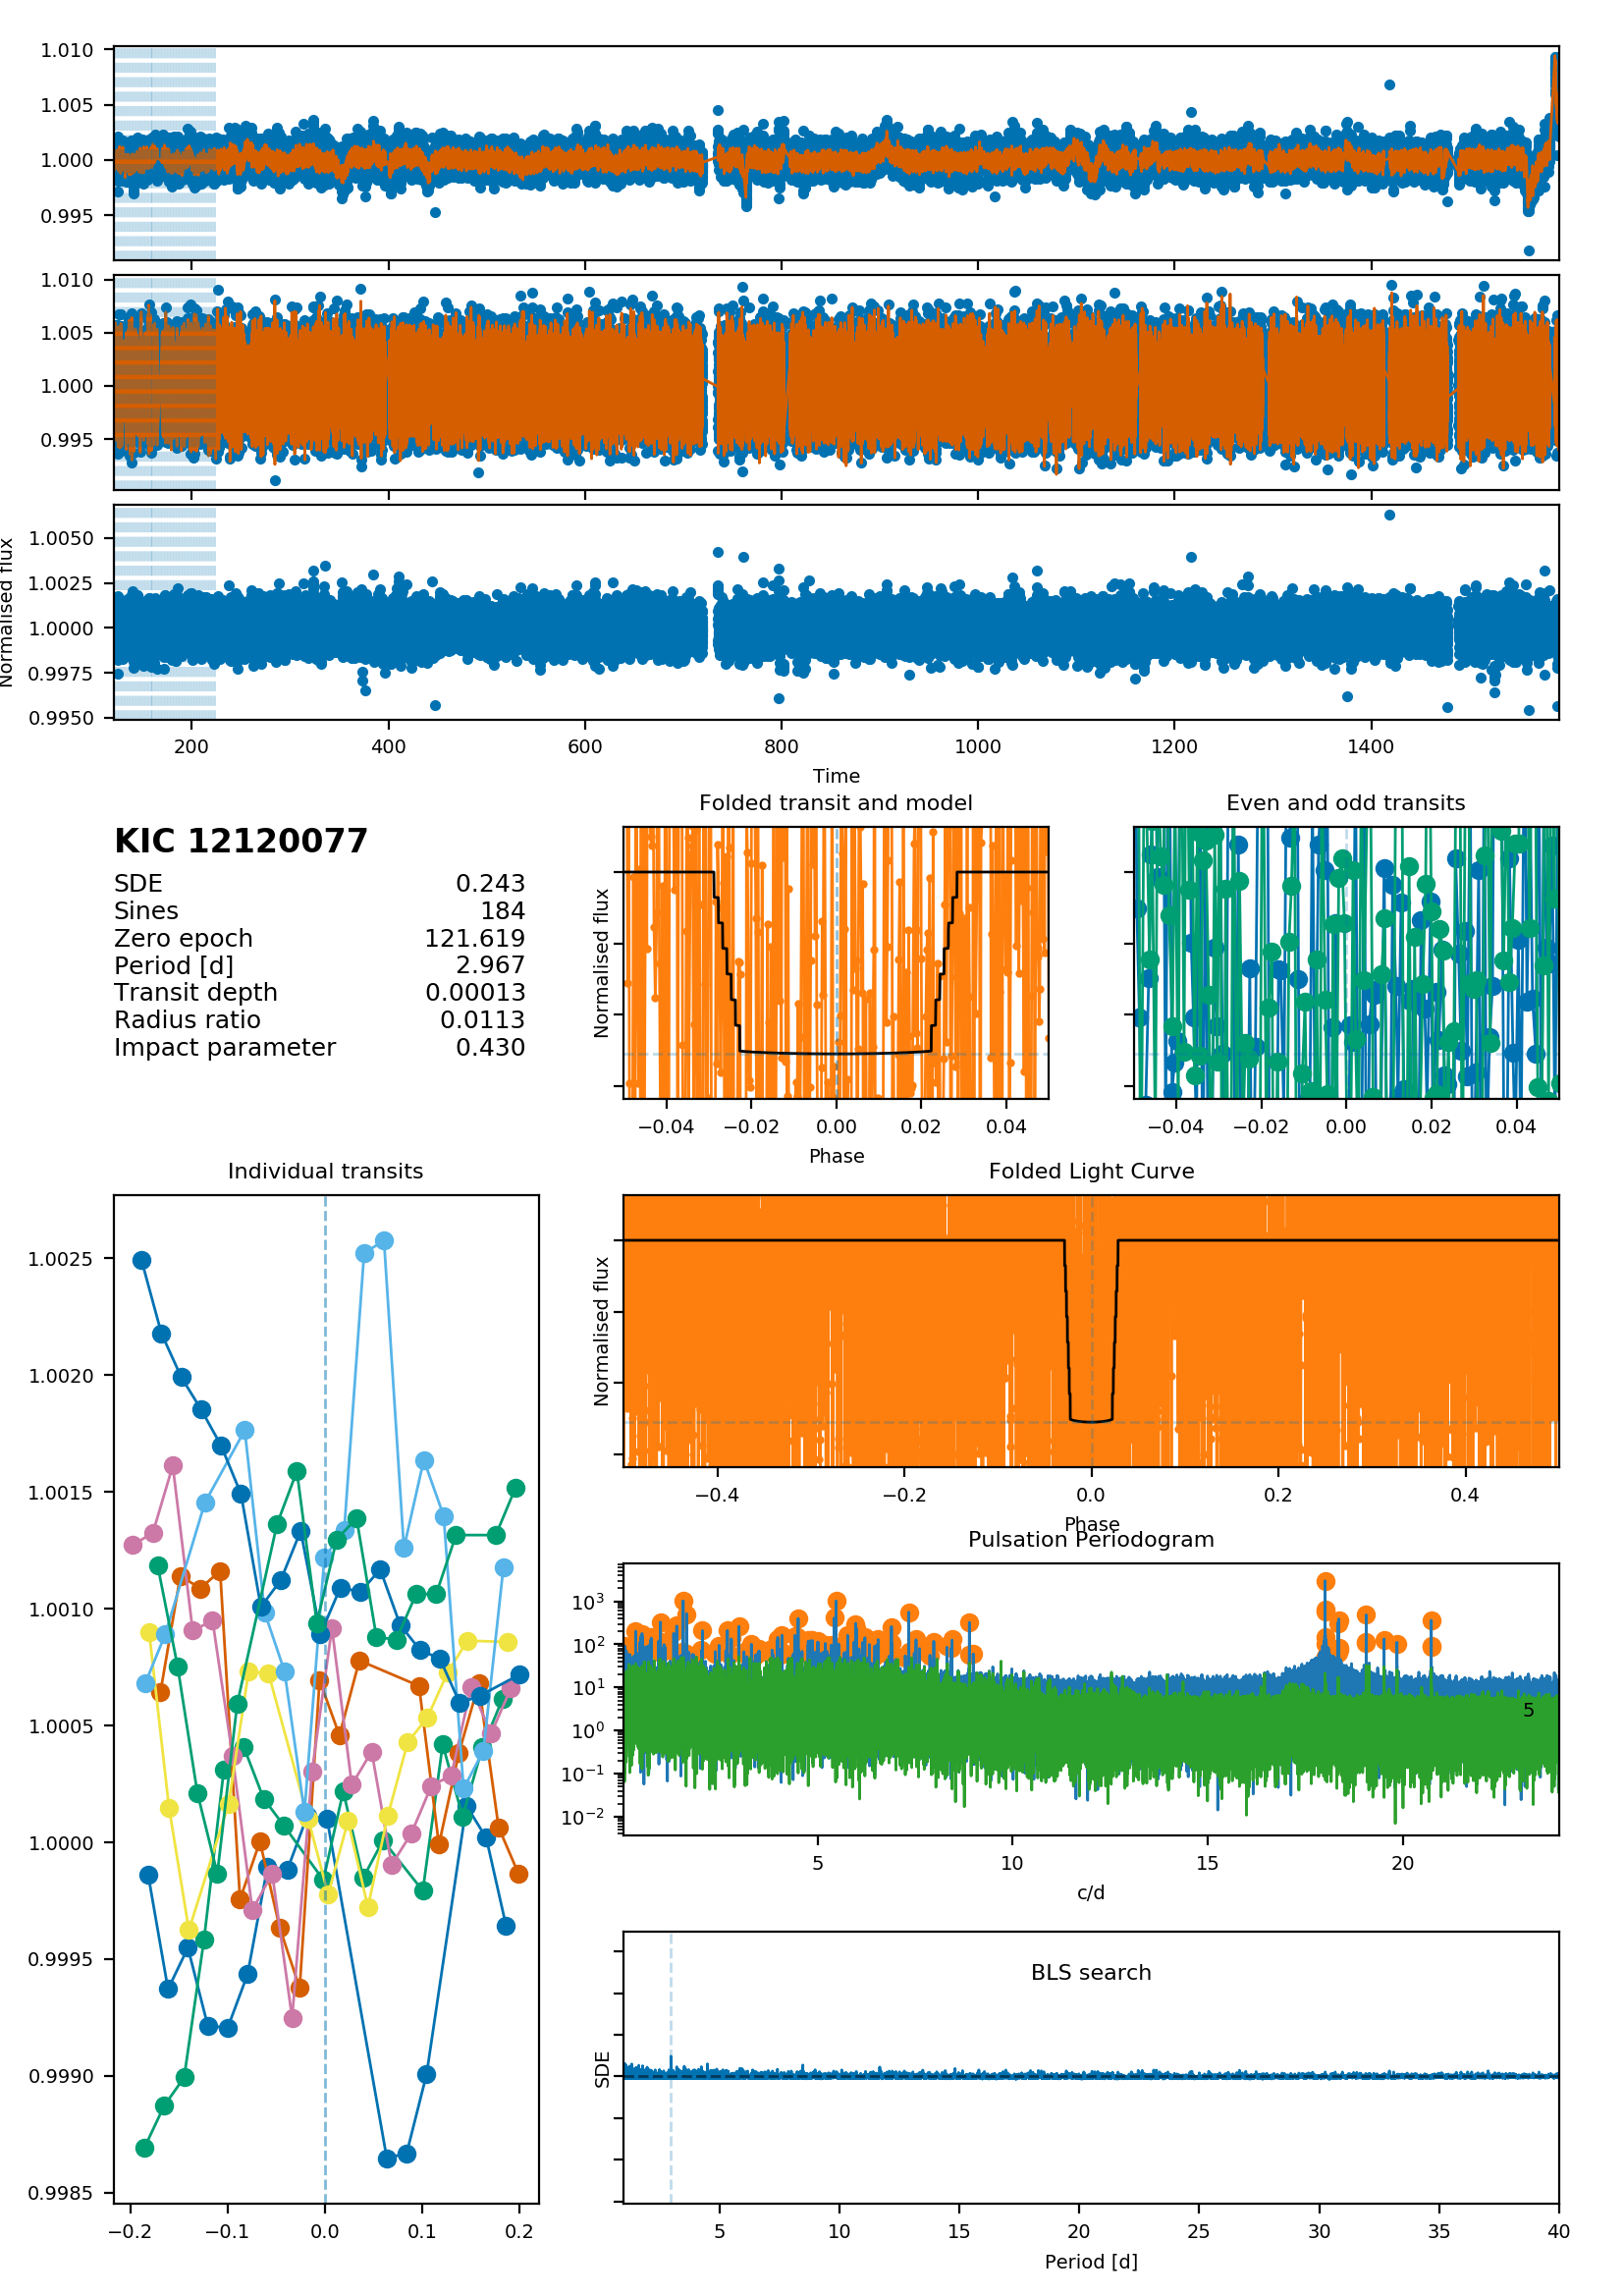 1.010
1.005
1.000
0.995
1.010
1.005
1.000
0.995
Normalised flux
1.0050
1.0025
1.0000
0.9975
0.9950
200 400 600 800 1000 1200 1400
Time
KIC 12120077
SDE 0.243
Sines 184
Zero epoch 121.619
Period [d] 2.967
Transit depth 0.00013
Radius ratio 0.0113
Impact parameter 0.430
Folded transit and model
Normalised flux
−0.04 −0.02 0.00 0.02 0.04
Phase
Even and odd transits
−0.04 −0.02 0.00 0.02 0.04
Individual transits
1.0025
1.0020
1.0015
1.0010
1.0005
1.0000
0.9995
0.9990
0.9985
−0.2 −0.1 0.0 0.1 0.2
Folded Light Curve
Normalised flux
−0.4 −0.2 0.0 0.2 0.4
Phase
Pulsation Periodogram
10³
10²
10¹
10⁰
10⁻¹
10⁻²
5
5 10 15 20
c/d
BLS search
SDE
5 10 15 20 25 30 35 40
Period [d]